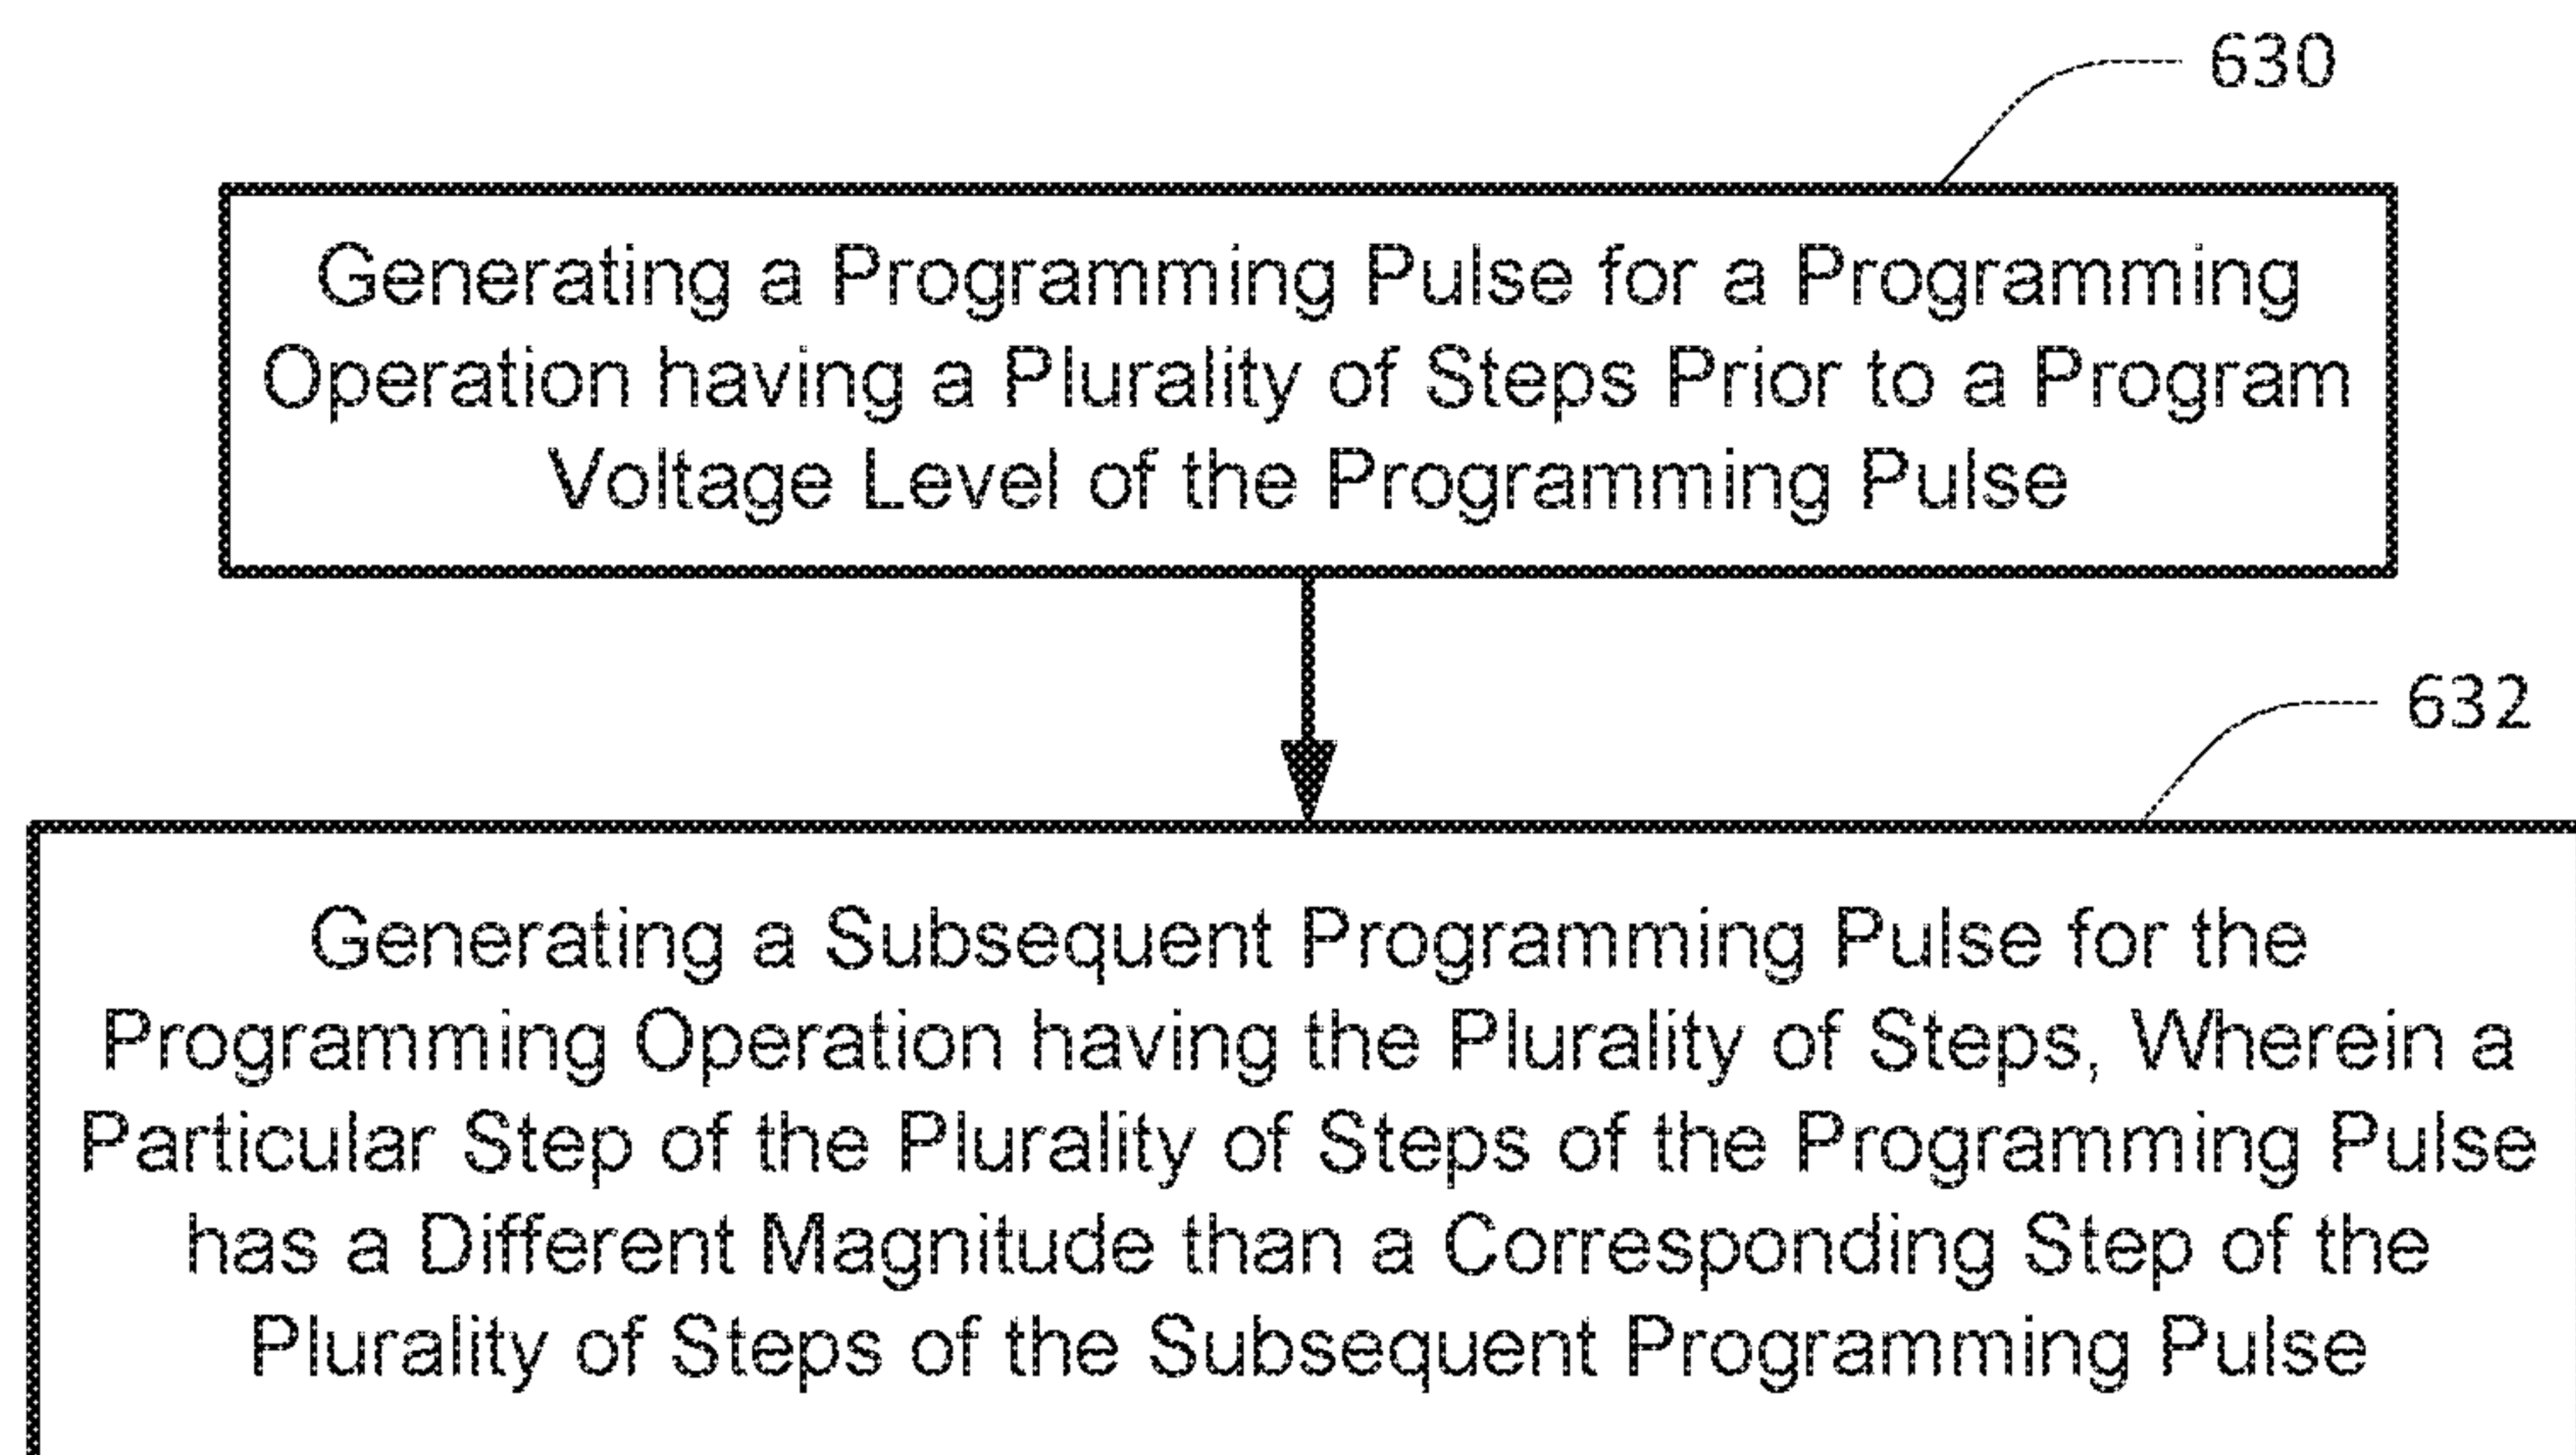 630
Generating a Programming Pulse for a Programming
Operation having a Plurality of Steps Prior to a Program
Voltage Level of the Programming Pulse
632
Generating a Subsequent Programming Pulse for the
Programming Operation having the Plurality of Steps, Wherein a
Particular Step of the Plurality of Steps of the Programming Pulse
has a Different Magnitude than a Corresponding Step of the
Plurality of Steps of the Subsequent Programming Pulse